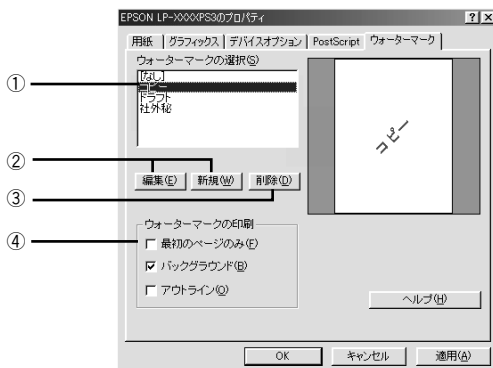 EPSON LP-XXXXPS3のプロパティ
用紙 グラフィックス デバイスオプション PostScript ウォーターマーク
ウォーターマークの選択(S)
① [なし]
コピー
ドラフト
社外秘
コピー
② 編集(E) 新規(W) 削除(D)
③
④ ウォーターマークの印刷
最初のページのみ(F)
バックグラウンド(B)
アウトライン(O)
ヘルプ(H)
OK キャンセル 適用(A)